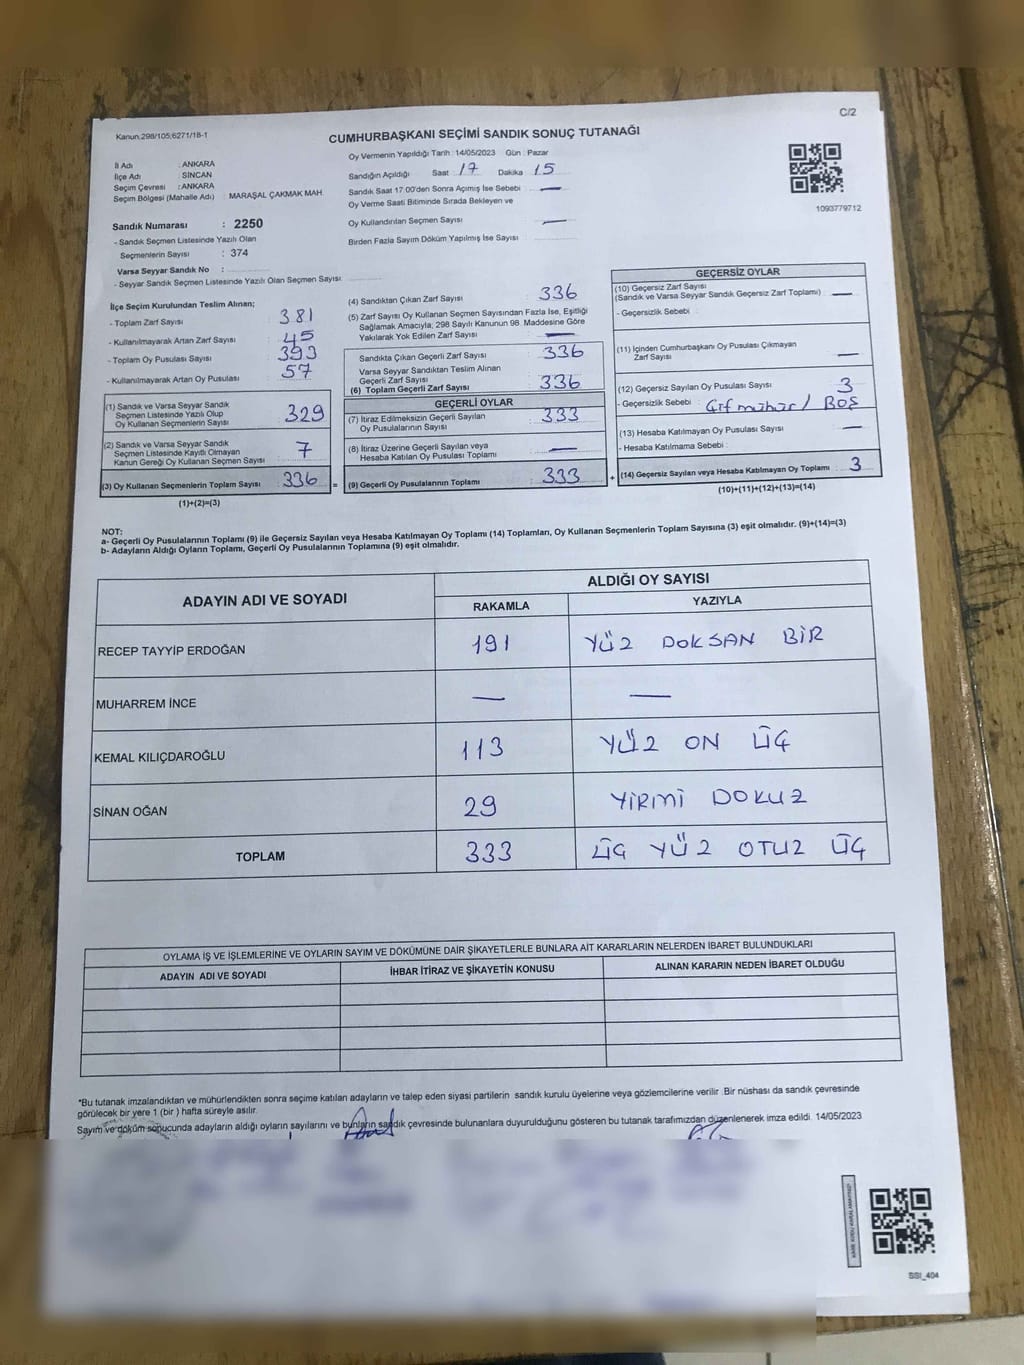 C/2
Kanun;298/105;6271/18-1
CUMHURBAŞKANI SEÇİMİ SANDIK SONUÇ TUTANAĞI
İl Adı : ANKARA
İlçe Adı : SİNCAN
Seçim Çevresi : ANKARA
Seçim Bölgesi (Mahalle Adı) : MARAŞAL ÇAKMAK MAH.
Sandık Numarası : 2250
- Sandık Seçmen Listesinde Yazılı Olan
Seçmenlerin Sayısı : 374
Varsa Seyyar Sandık No :
- Seyyar Sandık Seçmen Listesinde Yazılı Olan Seçmen Sayısı:
Oy Vermenin Yapıldığı Tarih : 14/05/2023 Gün : Pazar
Sandığın Açıldığı Saat 17 Dakika 15
Sandık Saat 17:00'den Sonra Açımış İse Sebebi : —
Oy Verme Saati Bitiminde Sırada Bekleyen ve
Oy Kullandırılan Seçmen Sayısı : —
Birden Fazla Sayım Döküm Yapılmış İse Sayısı :
1093779712
İlçe Seçim Kurulundan Teslim Alınan;
- Toplam Zarf Sayısı : 381
- Kullanılmayarak Artan Zarf Sayısı : 45
- Toplam Oy Pusulası Sayısı : 393
- Kullanılmayarak Artan Oy Pusulası : 57
(1) Sandık ve Varsa Seyyar Sandık
Seçmen Listesinde Yazılı Olup
Oy Kullanan Seçmenlerin Sayısı : 329
(2) Sandık ve Varsa Seyyar Sandık
Seçmen Listesinde Kayıtlı Olmayan
Kanun Gereği Oy Kullanan Seçmen Sayısı : 7
(3) Oy Kullanan Seçmenlerin Toplam Sayısı : 336
(1)+(2)=(3)
=
(4) Sandıktan Çıkan Zarf Sayısı : 336
(5) Zarf Sayısı Oy Kullanan Seçmen Sayısından Fazla İse, Eşitliği
Sağlamak Amacıyla; 298 Sayılı Kanunun 98. Maddesine Göre
Yakılarak Yok Edilen Zarf Sayısı : —
Sandıkta Çıkan Geçerli Zarf Sayısı : 336
Varsa Seyyar Sandıktan Teslim Alınan
Geçerli Zarf Sayısı
(6) Toplam Geçerli Zarf Sayısı : 336
GEÇERLİ OYLAR
(7) İtiraz Edilmeksizin Geçerli Sayılan
Oy Pusulalarının Sayısı : 333
(8) İtiraz Üzerine Geçerli Sayılan veya
Hesaba Katılan Oy Pusulası Toplamı : —
(9) Geçerli Oy Pusulalarının Toplamı : 333
+
GEÇERSİZ OYLAR
(10) Geçersiz Zarf Sayısı
(Sandık ve Varsa Seyyar Sandık Geçersiz Zarf Toplamı) : —
- Geçersizlik Sebebi :
(11) İçinden Cumhurbaşkanı Oy Pusulası Çıkmayan
Zarf Sayısı : —
(12) Geçersiz Sayılan Oy Pusulası Sayısı : 3
- Geçersizlik Sebebi : Çif mühür / BOŞ
(13) Hesaba Katılmayan Oy Pusulası Sayısı : —
- Hesaba Katılmama Sebebi :
(14) Geçersiz Sayılan veya Hesaba Katılmayan Oy Toplamı : 3
(10)+(11)+(12)+(13)=(14)
NOT:
a- Geçerli Oy Pusulalarının Toplamı (9) ile Geçersiz Sayılan veya Hesaba Katılmayan Oy Toplamı (14) Toplamları, Oy Kullanan Seçmenlerin Toplam Sayısına (3) eşit olmalıdır. (9)+(14)=(3)
b- Adayların Aldığı Oyların Toplamı, Geçerli Oy Pusulalarının Toplamına (9) eşit olmalıdır.
ADAYIN ADI VE SOYADI
ALDIĞI OY SAYISI
RAKAMLA YAZIYLA
RECEP TAYYİP ERDOĞAN 191 YÜZ DOKSAN BİR
MUHARREM İNCE — —
KEMAL KILIÇDAROĞLU 113 YÜZ ON ÜÇ
SİNAN OĞAN 29 YİRMİ DOKUZ
TOPLAM 333 ÜÇ YÜZ OTUZ ÜÇ
OYLAMA İŞ VE İŞLEMLERİNE VE OYLARIN SAYIM VE DÖKÜMÜNE DAİR ŞİKAYETLERLE BUNLARA AİT KARARLARIN NELERDEN İBARET BULUNDUKLARI
ADAYIN ADI VE SOYADI İHBAR İTİRAZ VE ŞİKAYETİN KONUSU ALINAN KARARIN NEDEN İBARET OLDUĞU
*Bu tutanak imzalandıktan ve mühürlendikten sonra seçime katılan adayların ve talep eden siyasi partilerin sandık kurulu üyelerine veya gözlemcilerine verilir .Bir nüshası da sandık çevresinde
görülecek bir yere 1 (bir ) hafta süreyle asılır.
Sayım ve döküm sonucunda adayların aldığı oyların sayılarını ve bunların sandık çevresinde bulunanlara duyurulduğunu gösteren bu tutanak tarafımızdan düzenlenerek imza edildi. 14/05/2023
SSI_404